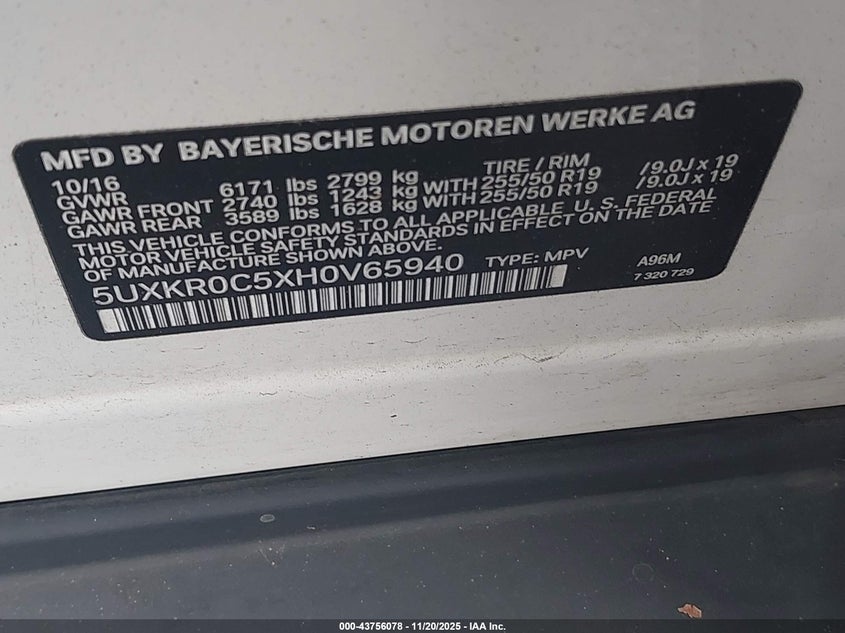 MFD BY BAYERISCHE MOTOREN WERKE AG
10/16 TIRE / RIM
GVWR 6171 lbs 2799 kg
GAWR FRONT 2740 lbs 1243 kg WITH 255/50 R19 /9.0J x 19
GAWR REAR 3589 lbs 1628 kg WITH 255/50 R19 /9.0J x 19
THIS VEHICLE CONFORMS TO ALL APPLICABLE U. S. FEDERAL
MOTOR VEHICLE SAFETY STANDARDS IN EFFECT ON THE DATE
OF MANUFACTURE SHOWN ABOVE.
5UXKR0C5XH0V65940 TYPE: MPV A96M
7 320 729
000-43756078 - 11/20/2025 - IAA Inc.